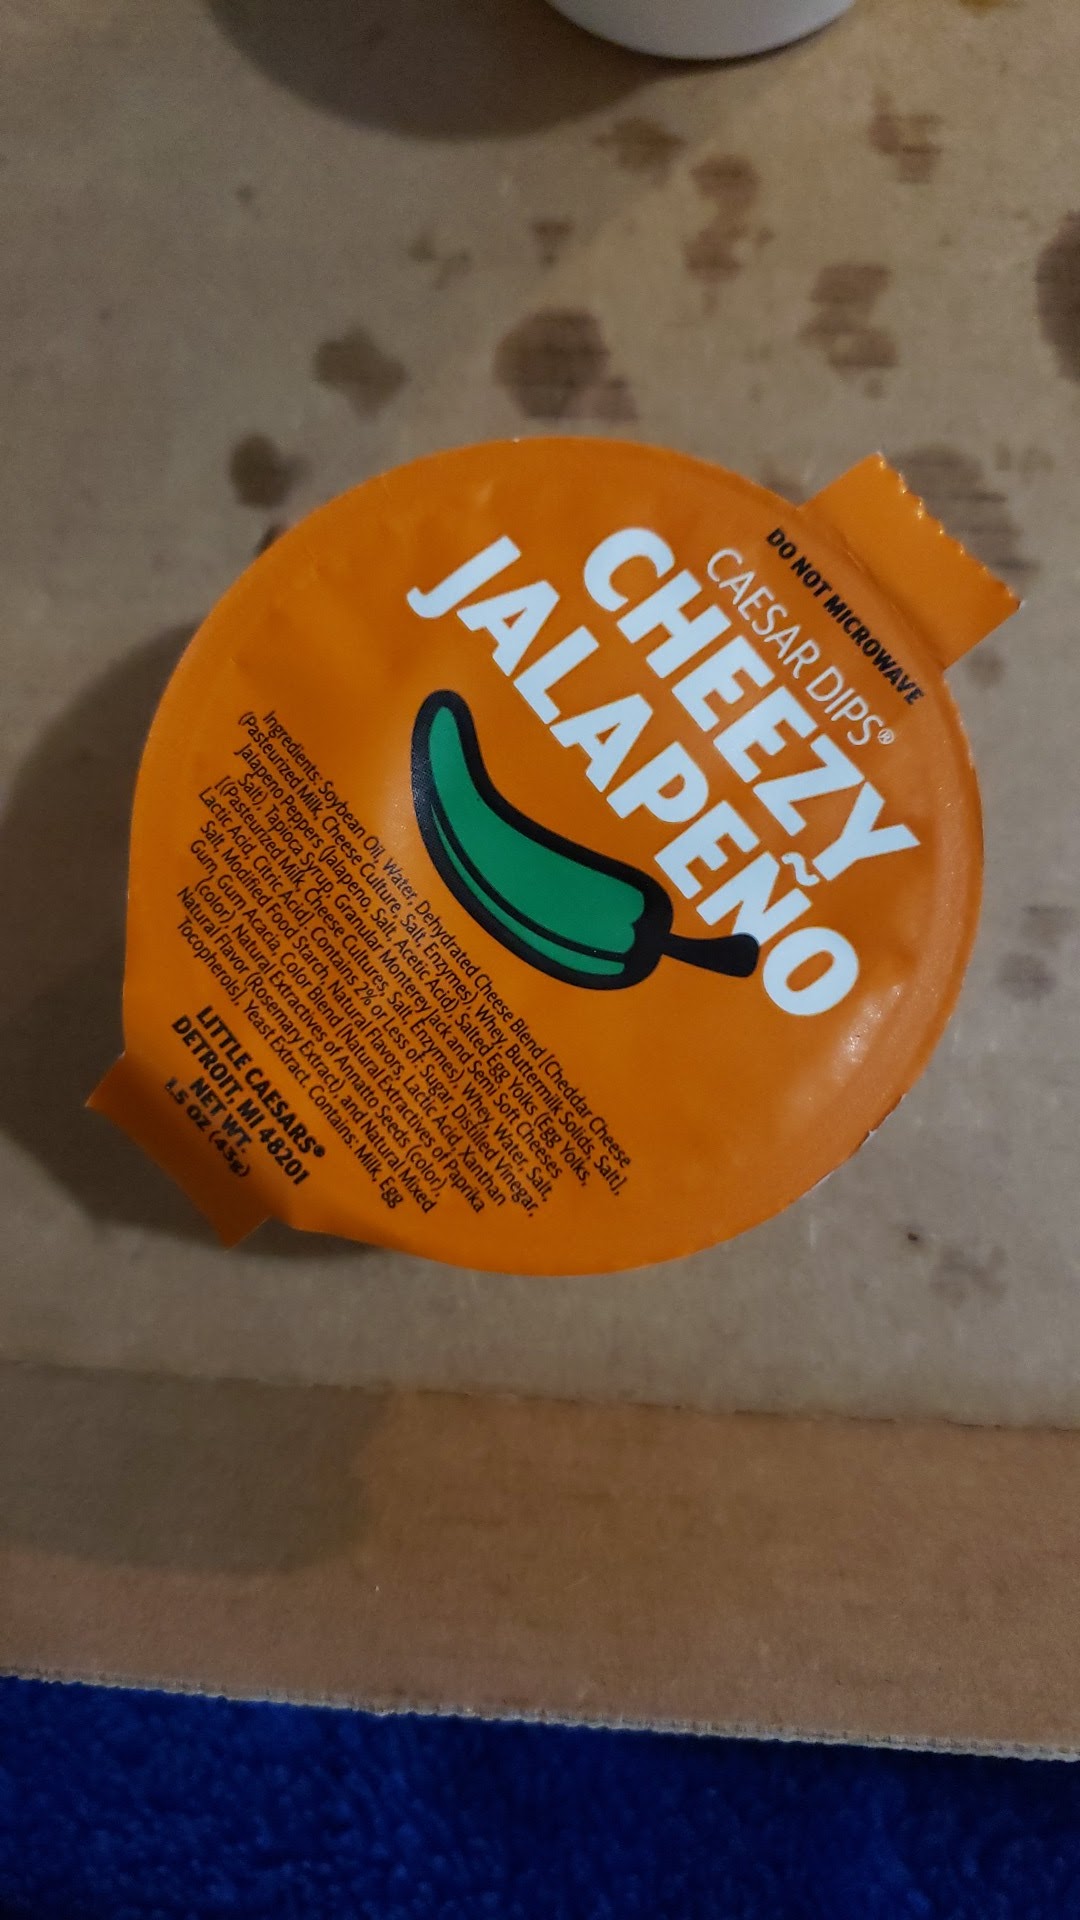 DO NOT MICROWAVE
CAESAR DIPS®
CHEEZY
JALAPEÑO
Ingredients: Soybean Oil, Water, Dehydrated Cheese Blend [Cheddar Cheese
(Pasteurized Milk, Cheese Culture, Salt, Enzymes), Whey, Buttermilk Solids, Salt],
Jalapeno Peppers (Jalapeno, Salt, Acetic Acid), Salted Egg Yolks (Egg Yolks,
Salt), Tapioca Syrup, Granular, Monterey Jack and Semi Soft Cheeses
[(Pasteurized Milk, Cheese Cultures, Salt, Enzymes), Whey, Water, Salt,
Lactic Acid, Citric Acid]. Contains 2% or Less of: Sugar, Distilled Vinegar,
Salt, Modified Food Starch, Natural Flavors, Lactic Acid, Xanthan
Gum, Gum Acacia, Color Blend [Natural Extractives of Paprika
(color), Natural Extractives of Annatto Seeds (color),
Natural Flavor (Rosemary Extract), and Natural Mixed
Tocopherols], Yeast Extract. Contains: Milk, Egg
LITTLE CAESARS®
DETROIT, MI 48201
NET WT.
1.5 OZ (43g)